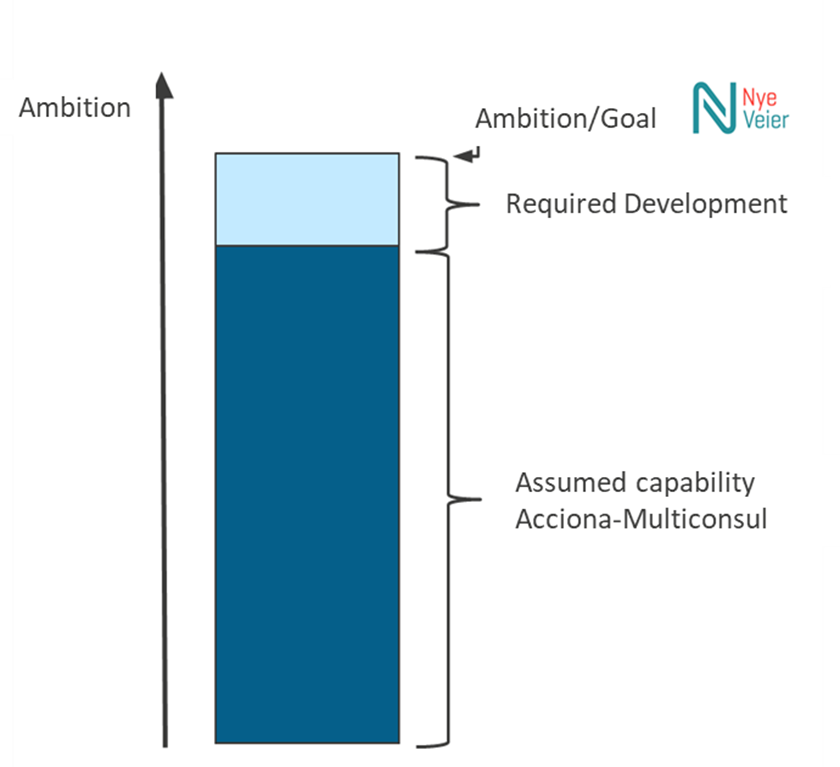 Ambition
Ambition/Goal
Nye
Veier
Required Development
Assumed capability
Acciona-Multiconsul